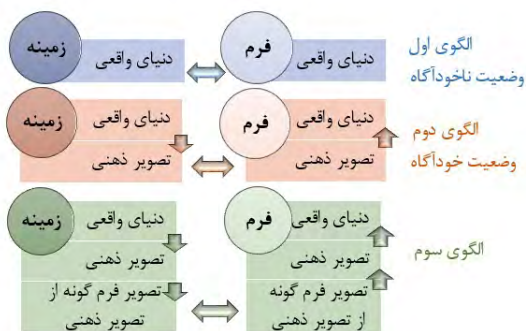 الگوی اول
وضعیت ناخودآگاه
فرم
دنیای واقعی
زمینه
دنیای واقعی
الگوی دوم
وضعیت خودآگاه
فرم
دنیای واقعی
تصویر ذهنی
زمینه
دنیای واقعی
تصویر ذهنی
الگوی سوم
فرم
دنیای واقعی
تصویر ذهنی
تصویر فرم گونه
از تصویر ذهنی
زمینه
دنیای واقعی
تصویر ذهنی
تصویر فرم گونه از
تصویر ذهنی